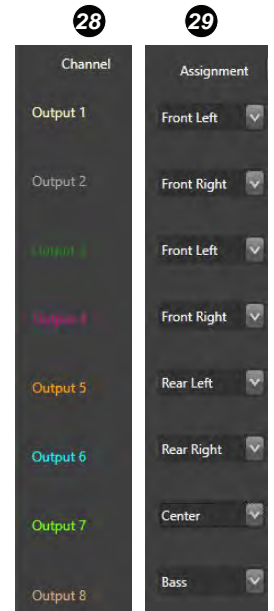 28 29
Channel Assignment
Output 1 Front Left
Output 2 Front Right
Output 3 Front Left
Output 4 Front Right
Output 5 Rear Left
Output 6 Rear Right
Output 7 Center
Output 8 Bass